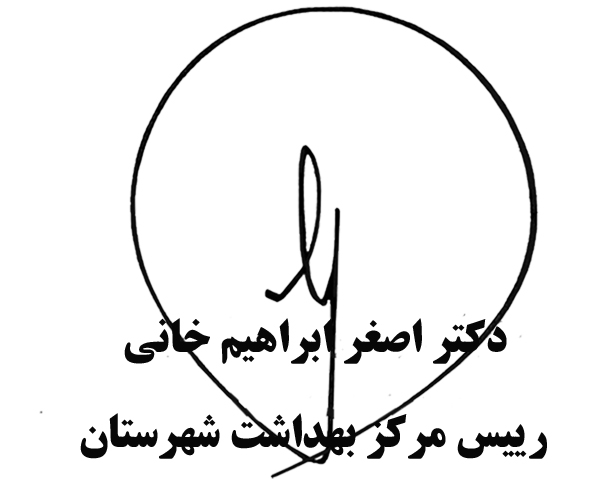 دکتر اصغر ابراهیم خانی
رییس مرکز بهداشت شهرستان